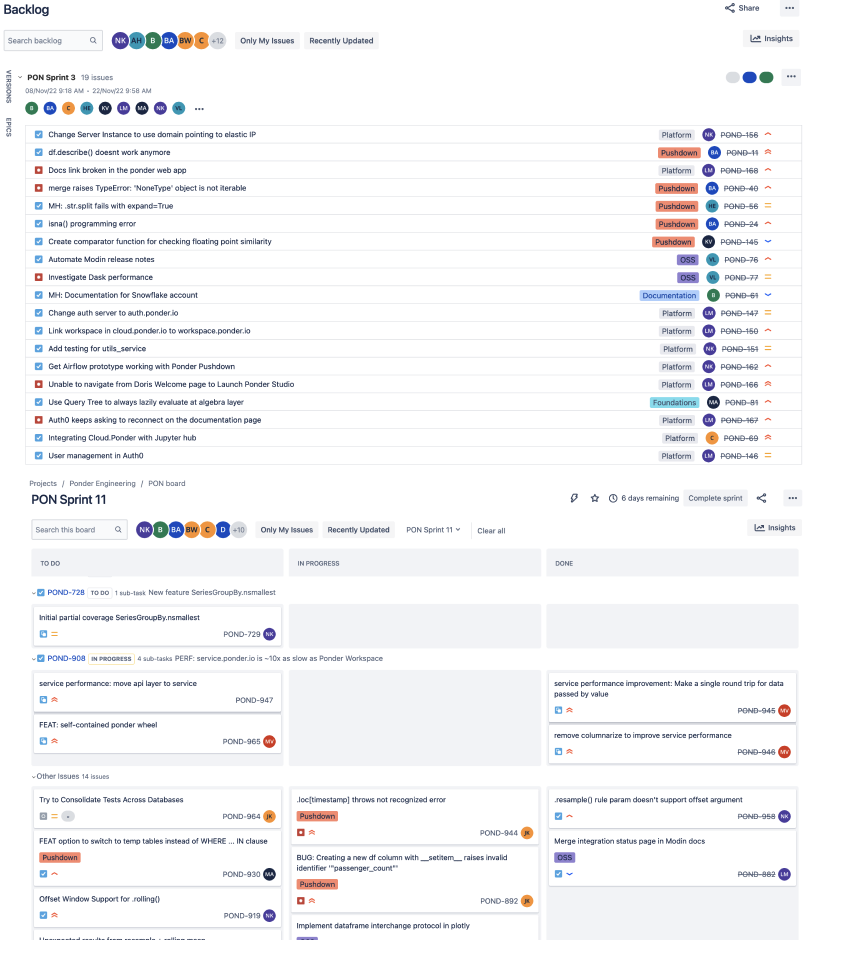 Backlog
Share
Search backlog NK AH B BA BW C +12 Only My Issues Recently Updated Insights
VERSIONS
EPICS
PON Sprint 3 19 issues
08/Nov/22 9:18 AM - 22/Nov/22 9:58 AM
B BA C HE KV LM MA NK VL
Change Server Instance to use domain pointing to elastic IP Platform NK POND-156
df.describe() doesnt work anymore Pushdown BA POND-11
Docs link broken in the ponder web app Platform LM POND-168
merge raises TypeError: 'NoneType' object is not iterable Pushdown BA POND-40
MH: .str.split fails with expand=True Pushdown HE POND-56
isna() programming error Pushdown BA POND-24
Create comparator function for checking floating point similarity Pushdown KV POND-145
Automate Modin release notes OSS VL POND-76
Investigate Dask performance OSS VL POND-77
MH: Documentation for Snowflake account Documentation B POND-61
Change auth server to auth.ponder.io Platform LM POND-147
Link workspace in cloud.ponder.io to workspace.ponder.io Platform LM POND-150
Add testing for utils_service Platform NK POND-151
Get Airflow prototype working with Ponder Pushdown Platform NK POND-162
Unable to navigate from Doris Welcome page to Launch Ponder Studio Platform LM POND-166
Use Query Tree to always lazily evaluate at algebra layer Foundations MA POND-81
Auth0 keeps asking to reconnect on the documentation page Platform LM POND-167
Integrating Cloud.Ponder with Jupyter hub Platform C POND-69
User management in Auth0 Platform LM POND-146
Projects / Ponder Engineering / PON board
PON Sprint 11 6 days remaining Complete sprint
Search this board NK B BA BW C D +10 Only My Issues Recently Updated PON Sprint 11 Clear all Insights
TO DO IN PROGRESS DONE
POND-728 TO DO 1 sub-task New feature SeriesGroupBy.nsmallest
Initial partial coverage SeriesGroupBy.nsmallest
POND-729 NK
POND-908 IN PROGRESS 4 sub-tasks PERF: service.ponder.io is ~10x as slow as Ponder Workspace
service performance: move api layer to service
POND-947
FEAT: self-contained ponder wheel
POND-965 MV
service performance improvement: Make a single round trip for data
passed by value
POND-945 MV
remove columnarize to improve service performance
POND-946 MV
Other Issues 14 issues
Try to Consolidate Tests Across Databases
- POND-964 JK
FEAT option to switch to temp tables instead of WHERE ... IN clause
Pushdown
POND-930 MA
Offset Window Support for .rolling()
POND-919 NK
Unexpected results from resample + rolling mean
.loc[timestamp] throws not recognized error
Pushdown
POND-944 JK
BUG: Creating a new df column with __setitem__ raises invalid
identifier '"passenger_count"'
Pushdown
POND-892 JK
Implement dataframe interchange protocol in plotly
OSS
.resample() rule param doesn't support offset argument
POND-958 NK
Merge integration status page in Modin docs
OSS
POND-882 LM